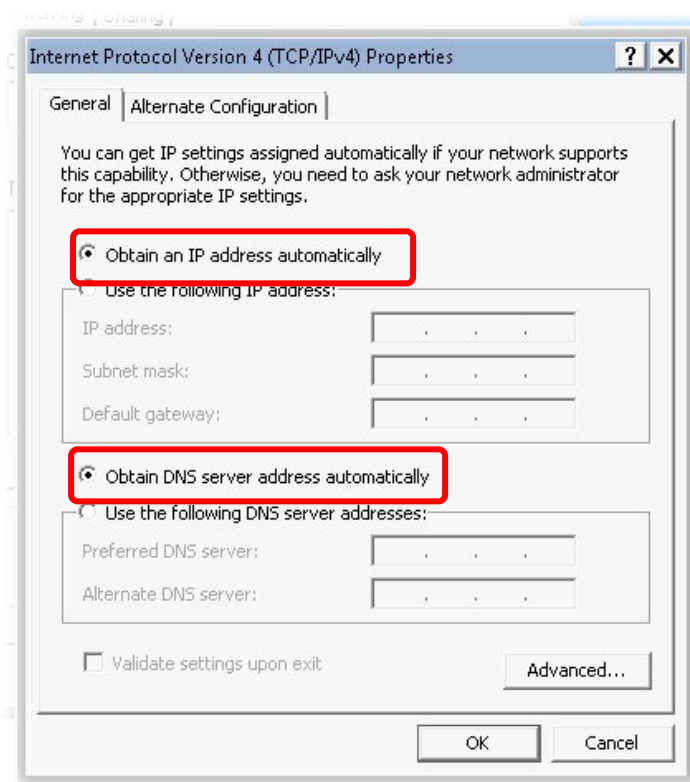 Internet Protocol Version 4 (TCP/IPv4) Properties
General
Alternate Configuration
You can get IP settings assigned automatically if your network supports
this capability. Otherwise, you need to ask your network administrator
for the appropriate IP settings.
Obtain an IP address automatically
Use the following IP address:
IP address:
Subnet mask:
Default gateway:
Obtain DNS server address automatically
Use the following DNS server addresses:
Preferred DNS server:
Alternate DNS server:
Validate settings upon exit
Advanced...
OK
Cancel